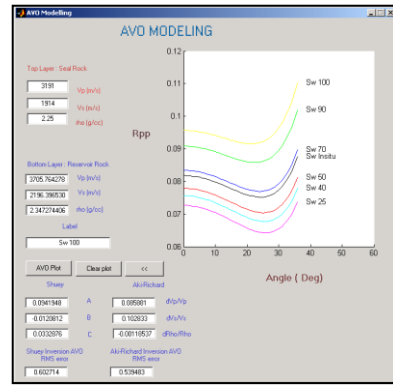 AVO Modelling
AVO MODELING
Top Layer : Seal Rock
3191 Vp (m/s)
1914 Vs (m/s)
2.25 rho (g/cc)
Bottom Layer : Reservoir Rock
3705.764278 Vp (m/s)
2196.396530 Vs (m/s)
2.347274406 rho (g/cc)
Label
Sw 100
AVO Plot Clear plot <<
Shuey Aki-Richard
0.0941948 A 0.885881 dVp/Vp
-0.0120812 B 0.102833 dVs/Vs
0.0332876 C -0.08118537 dRho/Rho
Shuey Inversion AVO RMS error
0.602714
Aki-Richard Inversion AVO RMS error
0.539483
Rpp
0.12
0.11
0.1
0.09
0.08
0.07
0.06
0 10 20 30 40 50 60
Angle ( Deg)
Sw 100
Sw 90
Sw 70
Sw Insitu
Sw 50
Sw 40
Sw 25